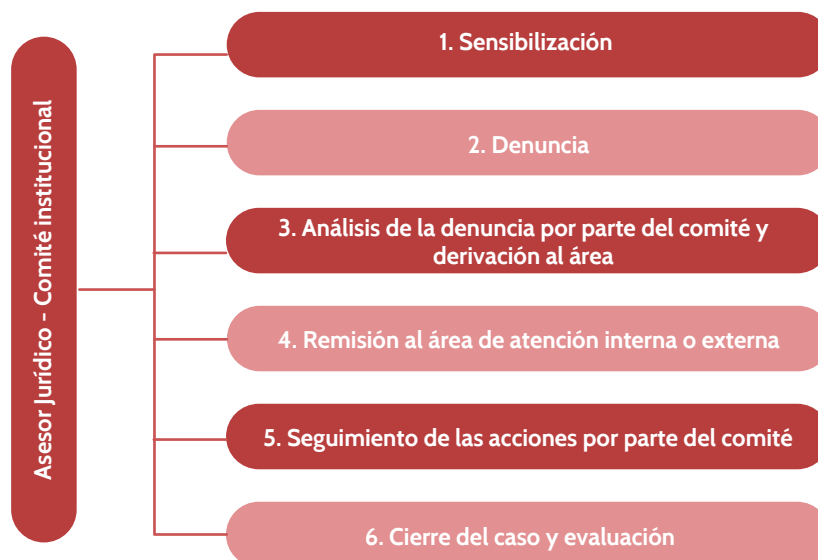 Asesor Jurídico - Comité institucional
1. Sensibilización
2. Denuncia
3. Análisis de la denuncia por parte del comité y
derivación al área
4. Remisión al área de atención interna o externa
5. Seguimiento de las acciones por parte del comité
6. Cierre del caso y evaluación